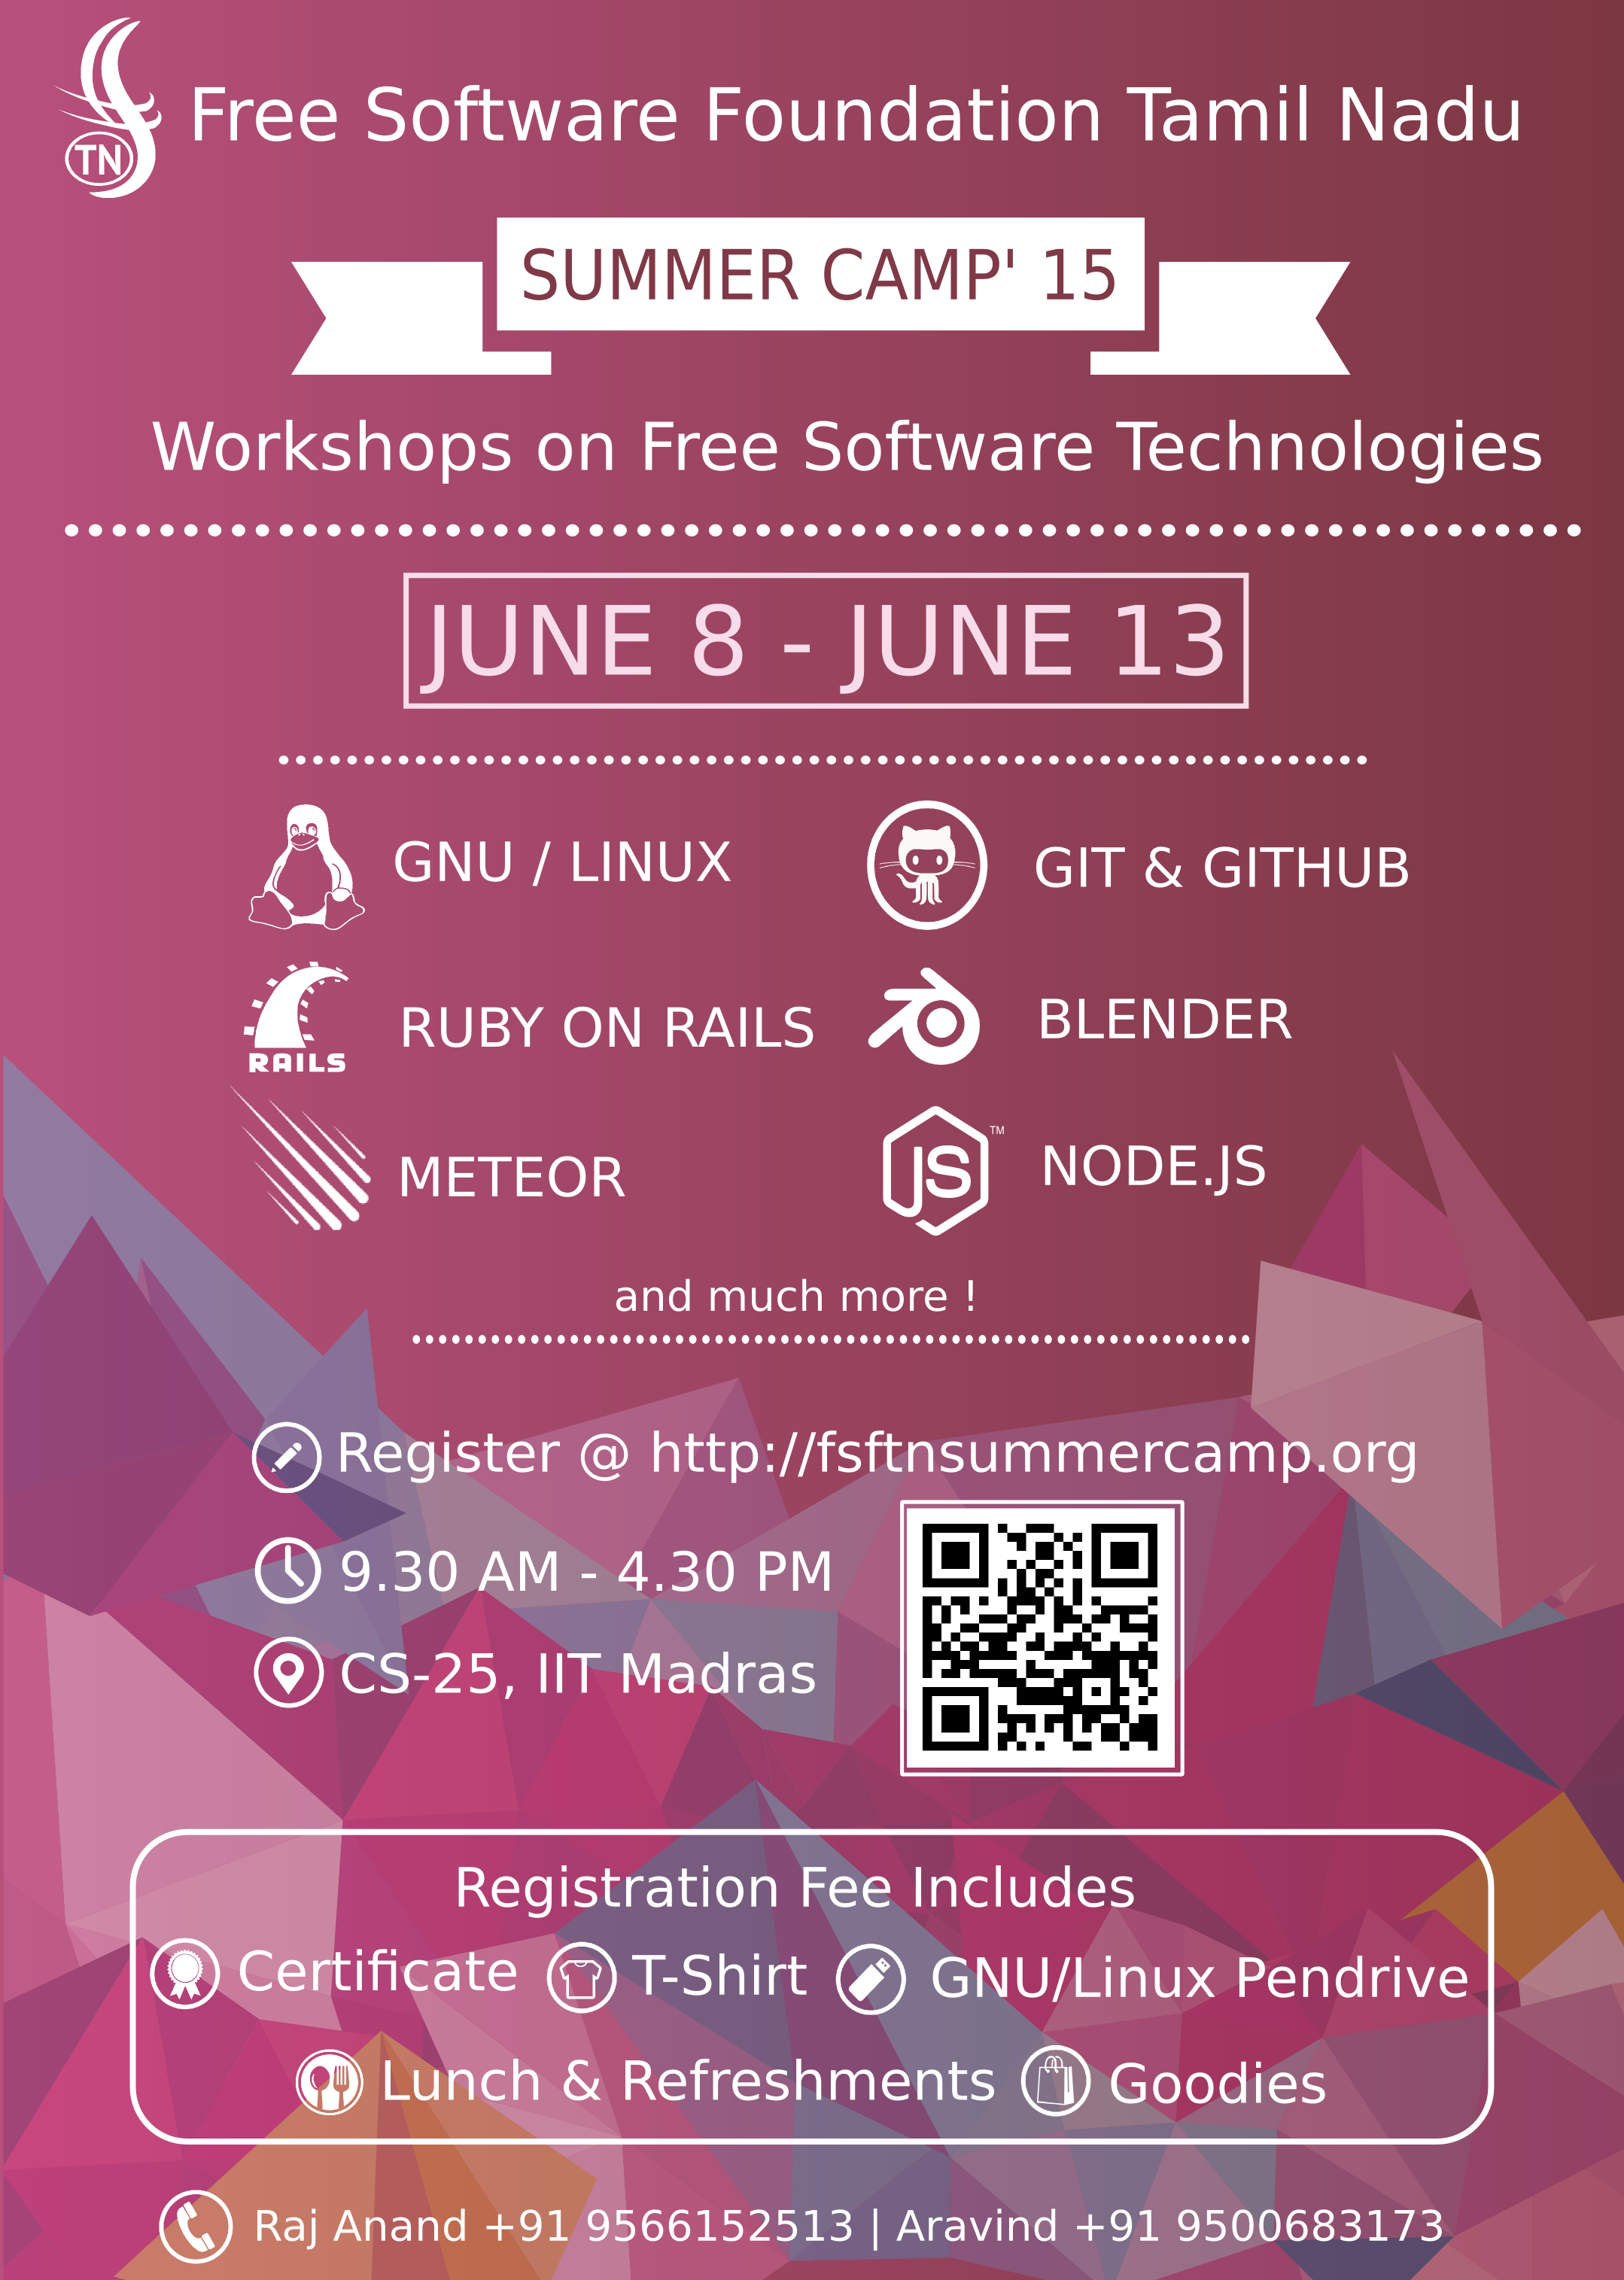 TN
Free Software Foundation Tamil Nadu
SUMMER CAMP' 15
Workshops on Free Software Technologies
JUNE 8 - JUNE 13
GNU / LINUX
GIT & GITHUB
RAILS
RUBY ON RAILS
BLENDER
METEOR
JS
TM
NODE.JS
and much more !
Register @ http://fsftnsummercamp.org
9.30 AM - 4.30 PM
CS-25, IIT Madras
Registration Fee Includes
Certificate T-Shirt GNU/Linux Pendrive
Lunch & Refreshments Goodies
Raj Anand +91 9566152513 | Aravind +91 9500683173